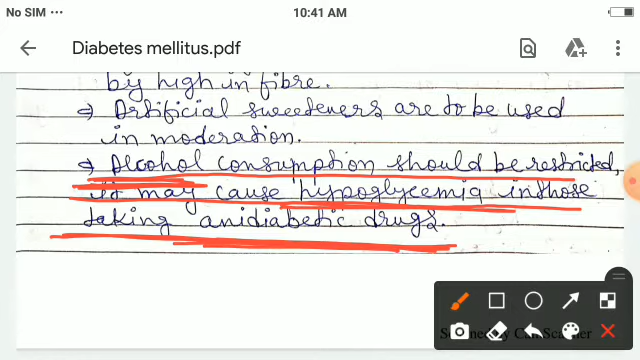 No SIM ••• 10:41 AM
Diabetes mellitus.pdf
by high in fibre.
⇒ Artificial sweeteners are to be used
in moderation.
⇒ Alcohol consumption should be restricted,
it may cause hypoglycemia in those
taking anidiabetic drugs.